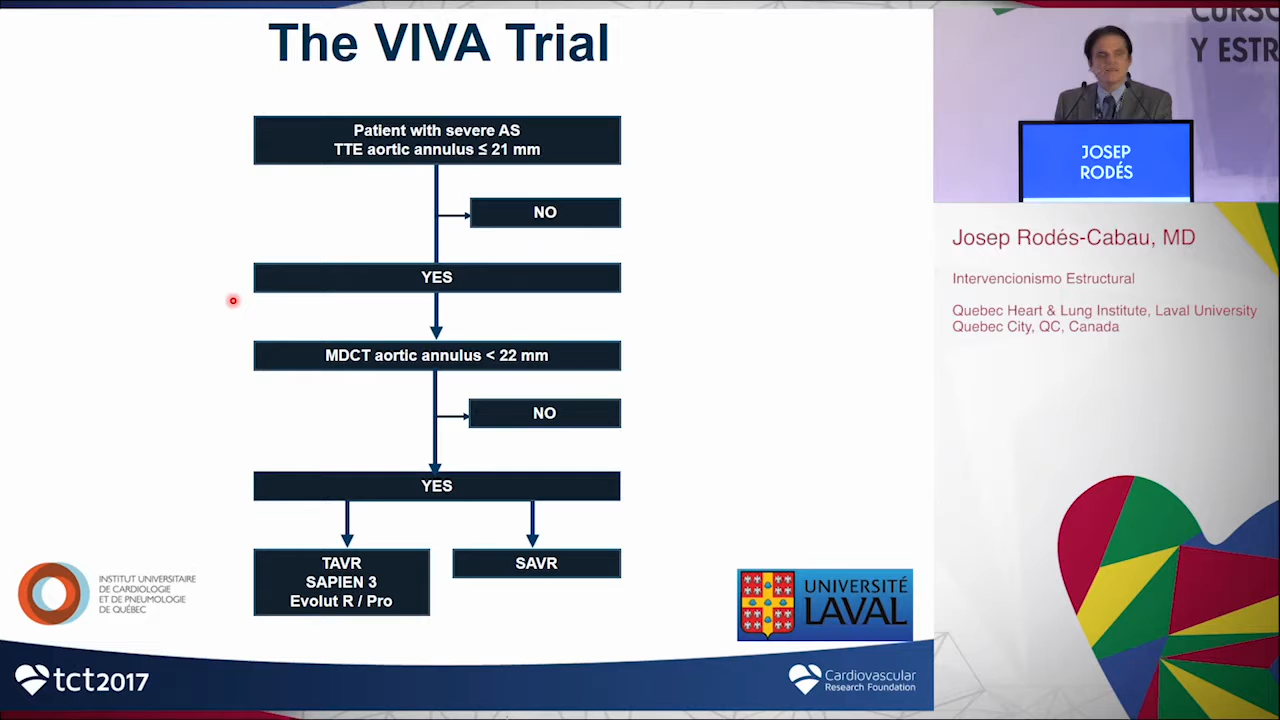 The VIVA Trial
Patient with severe AS
TTE aortic annulus ≤ 21 mm
NO
YES
MDCT aortic annulus < 22 mm
NO
YES
TAVR
SAPIEN 3
Evolut R / Pro
SAVR
INSTITUT UNIVERSITAIRE
DE CARDIOLOGIE
ET DE PNEUMOLOGIE
DE QUÉBEC
UNIVERSITÉ
LAVAL
tct2017
Cardiovascular
Research Foundation
CURSO
Y ESTR
JOSEP
RODÉS
Josep Rodés-Cabau, MD
Intervencionismo Estructural
Quebec Heart & Lung Institute, Laval University
Quebec City, QC, Canada